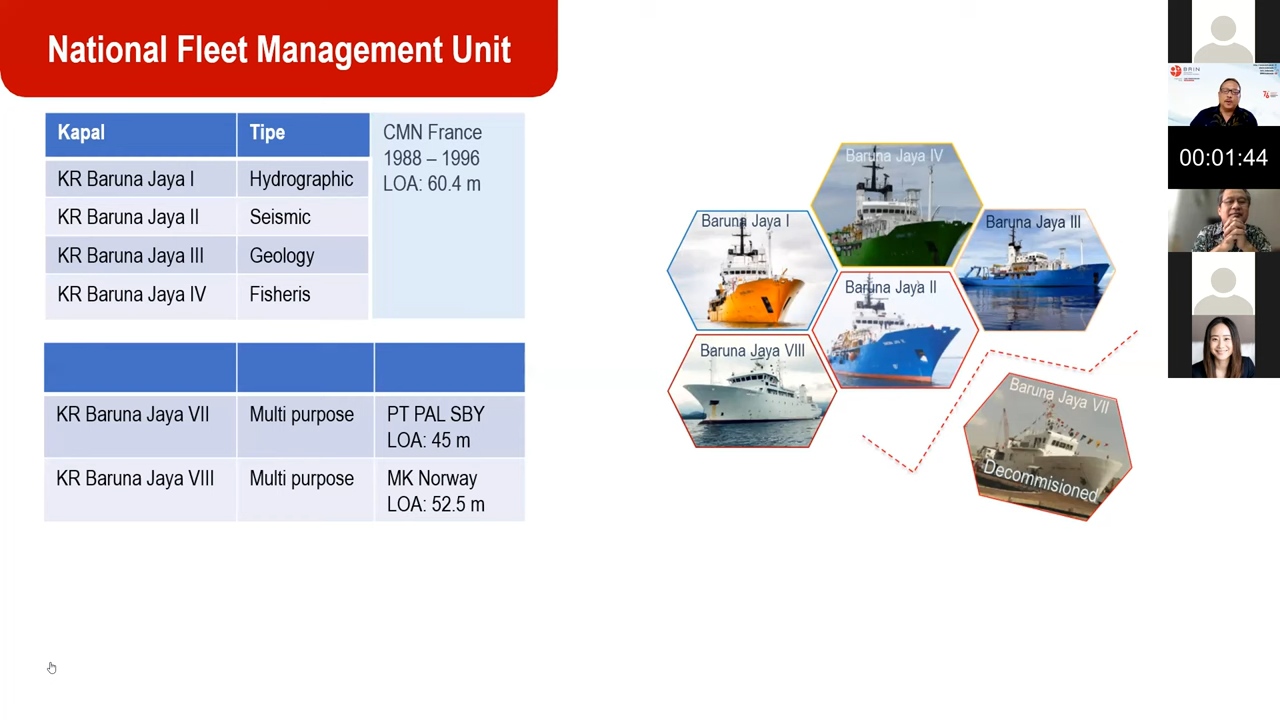 National Fleet Management Unit
Kapal
Tipe
CMN France
1988 – 1996
LOA: 60.4 m
KR Baruna Jaya I
Hydrographic
KR Baruna Jaya II
Seismic
KR Baruna Jaya III
Geology
KR Baruna Jaya IV
Fisheris
KR Baruna Jaya VII
Multi purpose
PT PAL SBY
LOA: 45 m
KR Baruna Jaya VIII
Multi purpose
MK Norway
LOA: 52.5 m
Baruna Jaya IV
Baruna Jaya I
Baruna Jaya III
Baruna Jaya II
Baruna Jaya VIII
Baruna Jaya VII
Decommisioned
BRIN
00:01:44